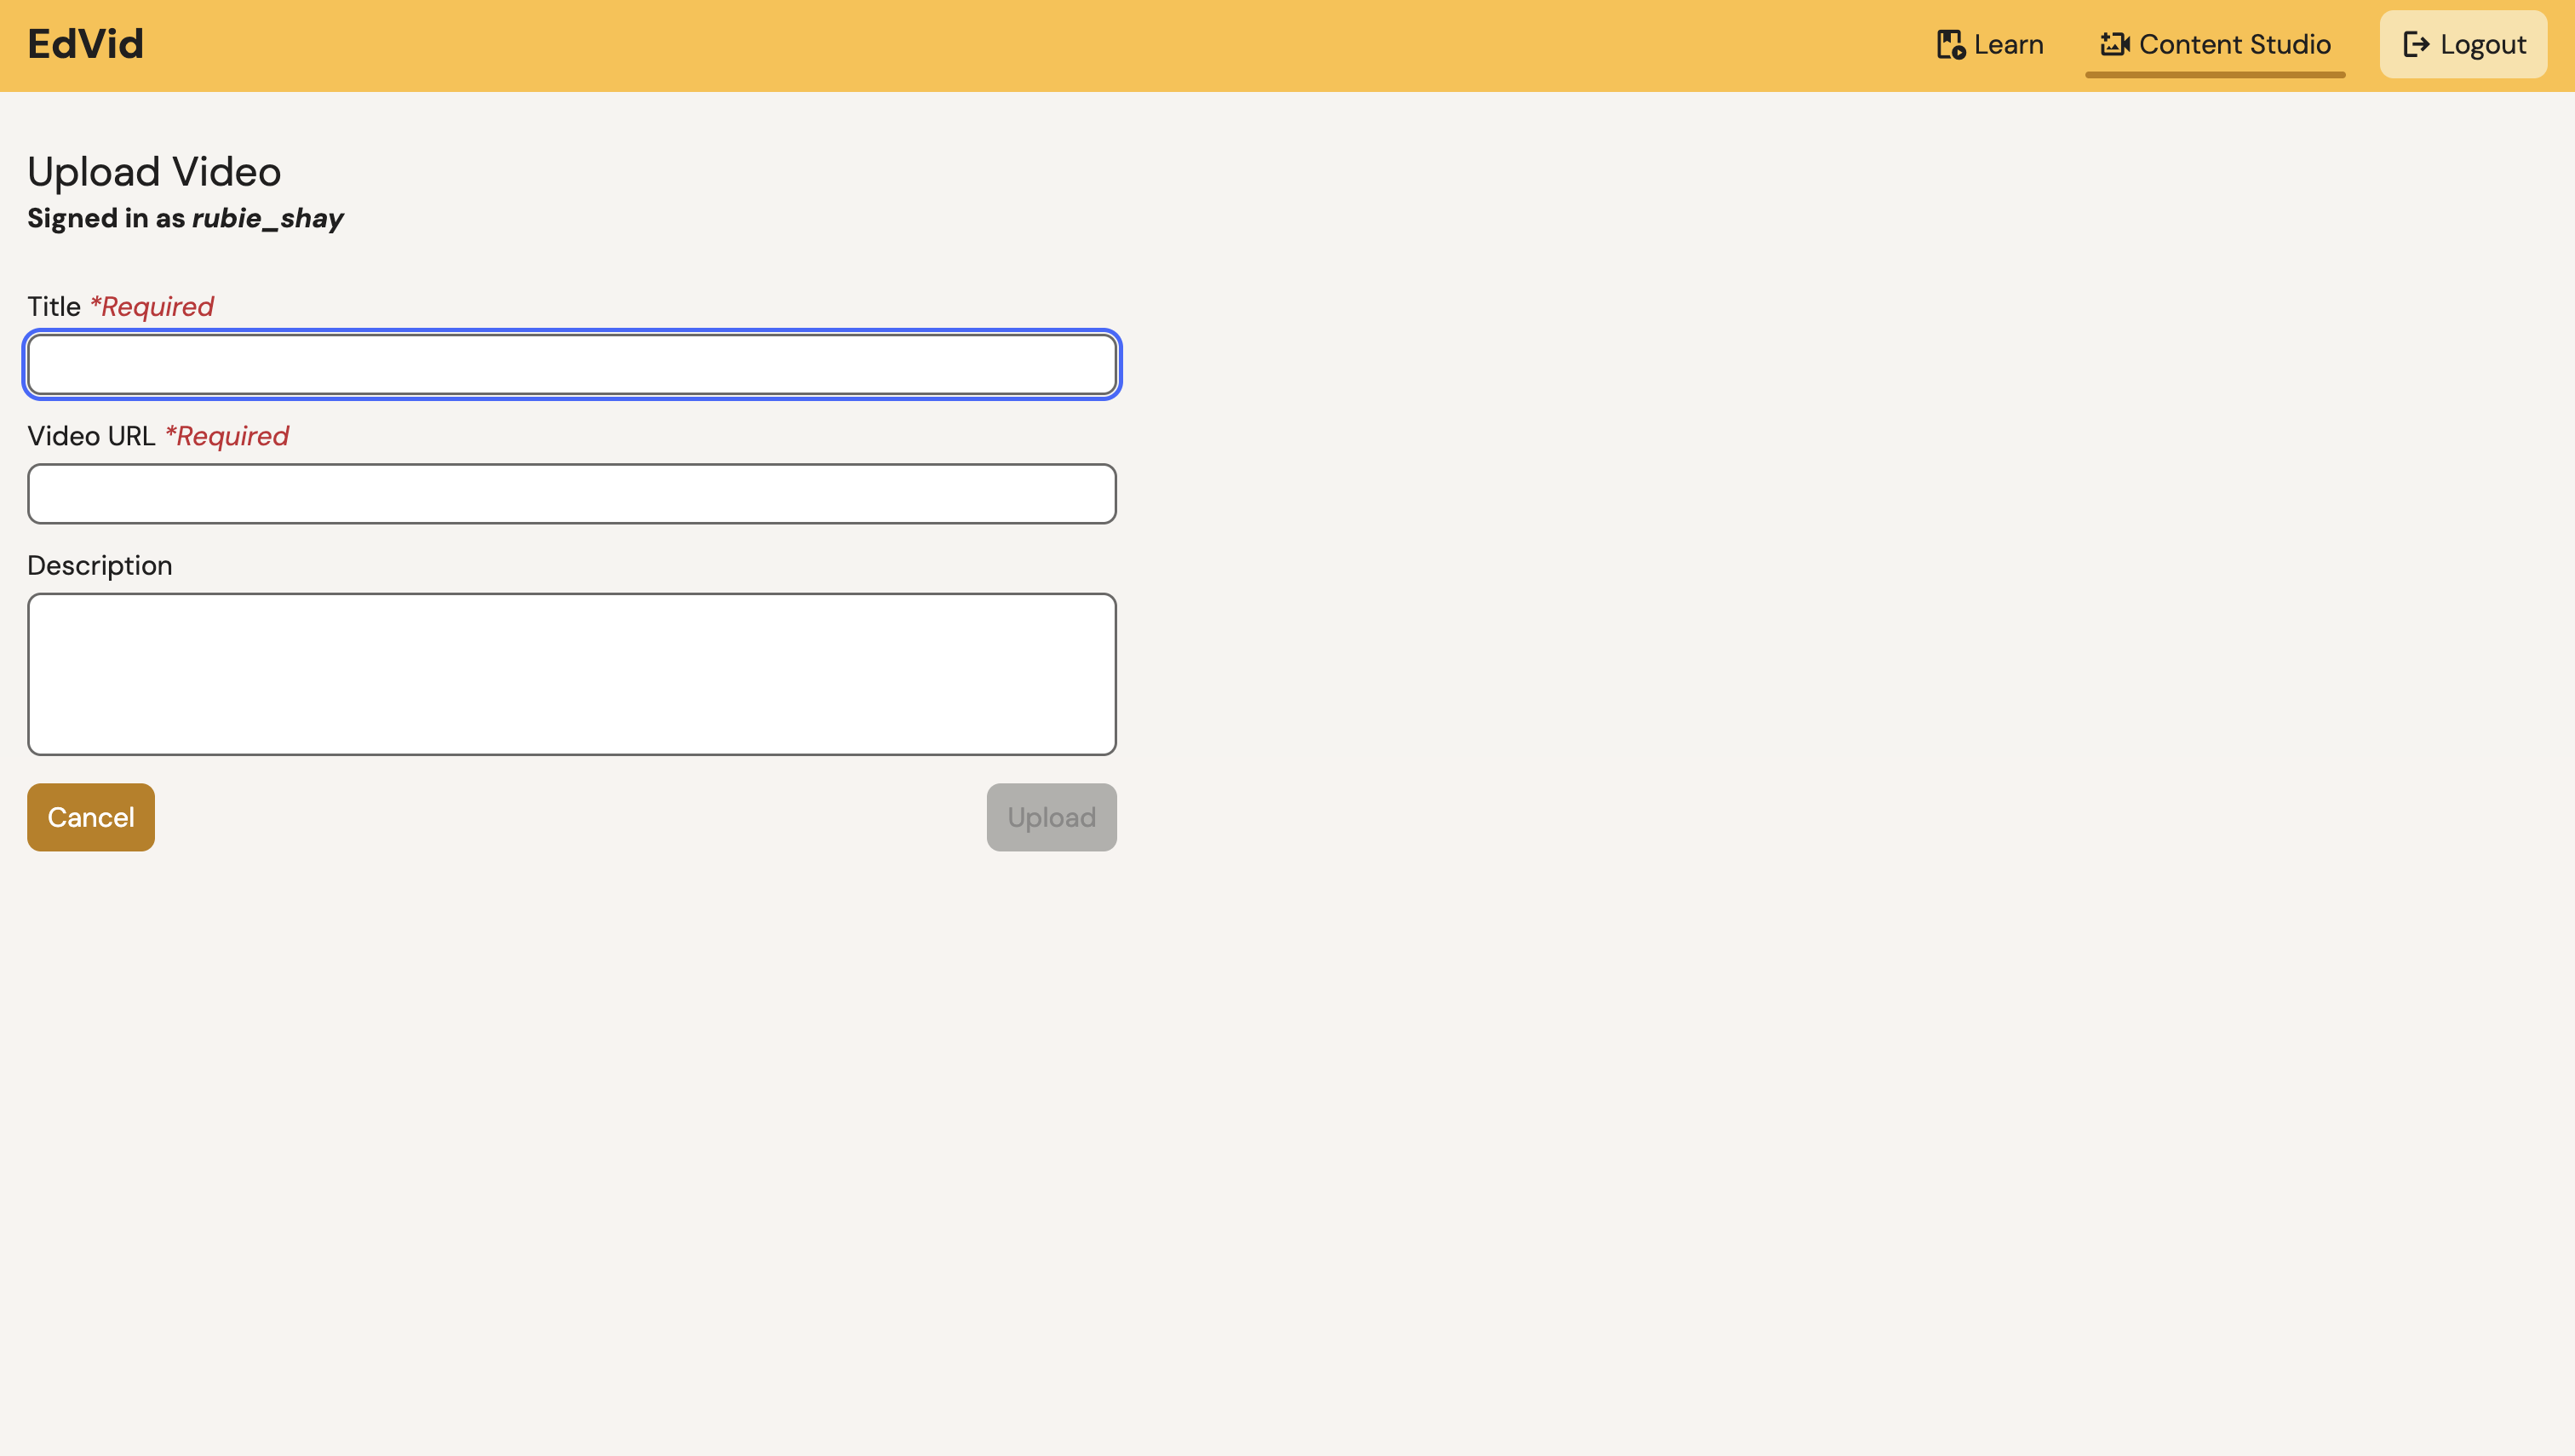 EdVid
Learn
Content Studio
Logout
Upload Video
Signed in as rubie_shay
Title *Required
Video URL *Required
Description
Cancel
Upload